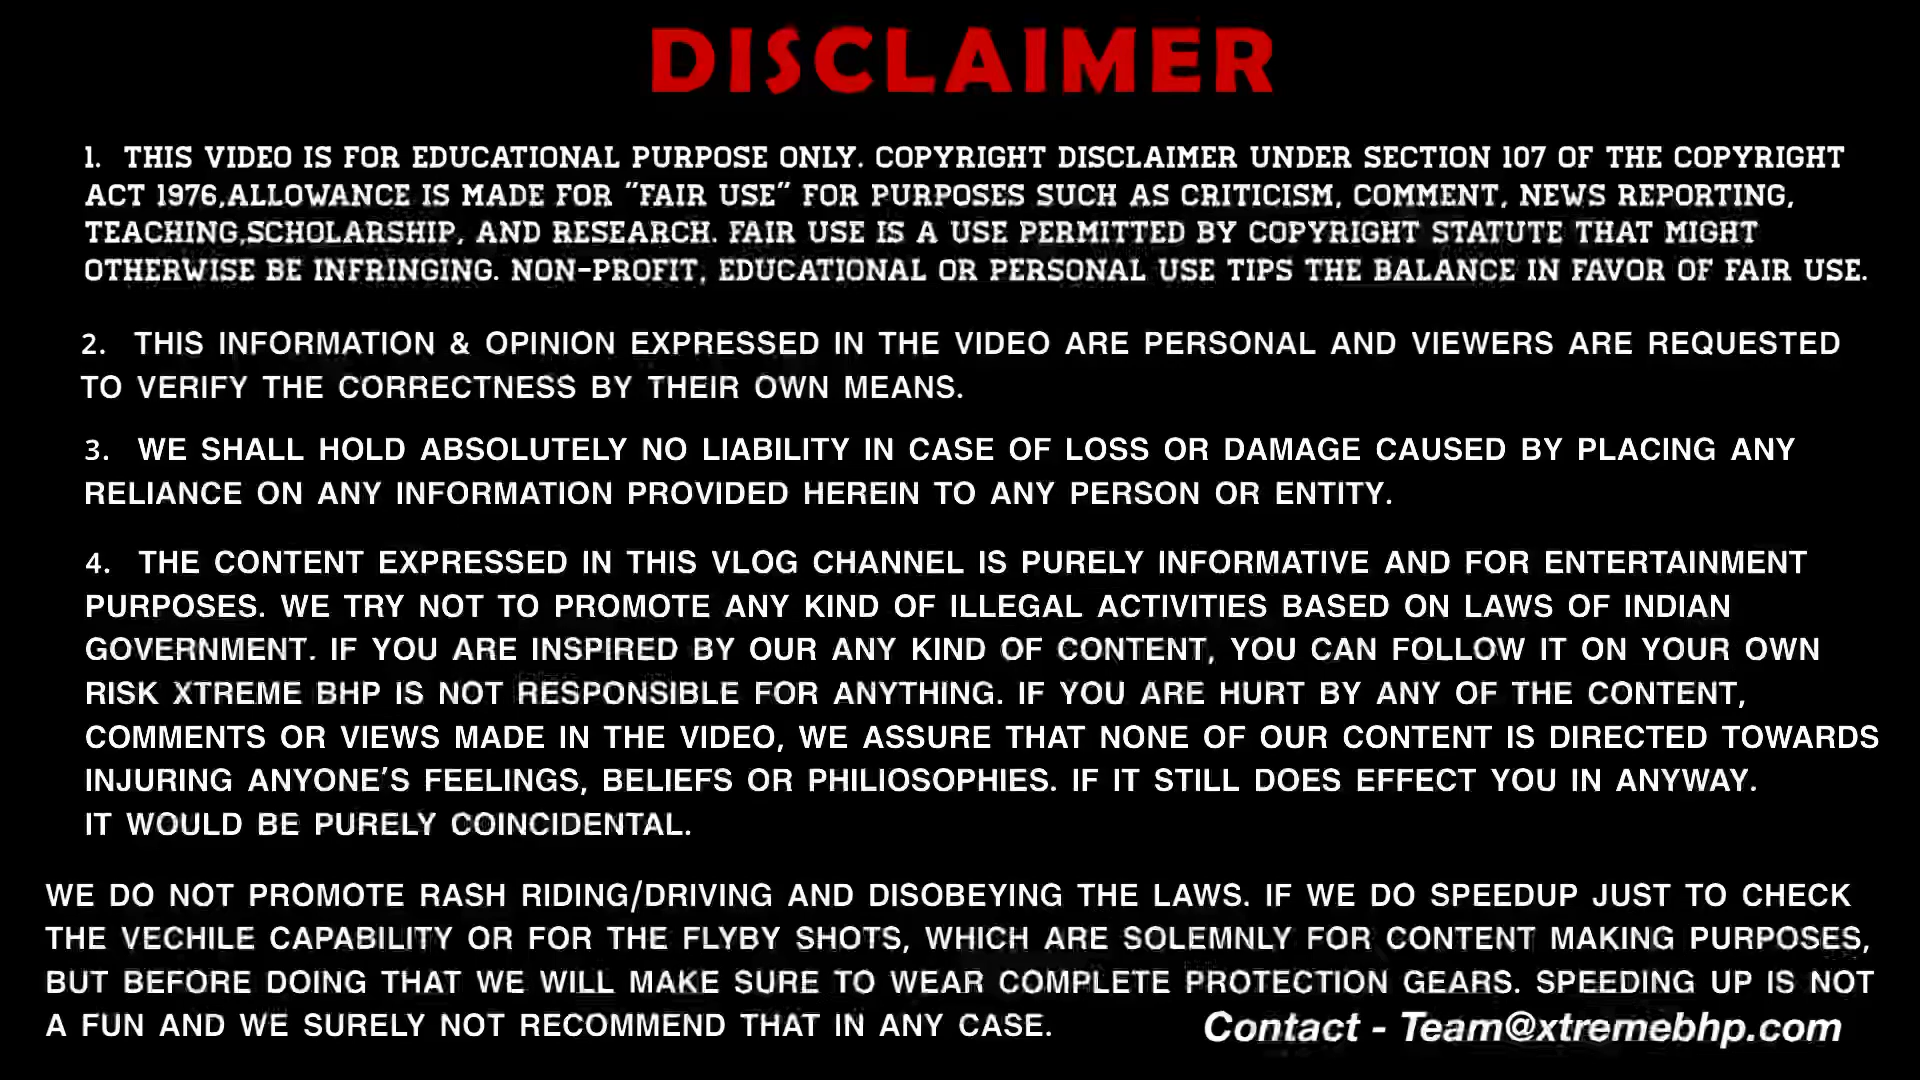 DISCLAIMER
1. THIS VIDEO IS FOR EDUCATIONAL PURPOSE ONLY. COPYRIGHT DISCLAIMER UNDER SECTION 107 OF THE COPYRIGHT
ACT 1976,ALLOWANCE IS MADE FOR "FAIR USE" FOR PURPOSES SUCH AS CRITICISM, COMMENT, NEWS REPORTING,
TEACHING,SCHOLARSHIP, AND RESEARCH. FAIR USE IS A USE PERMITTED BY COPYRIGHT STATUTE THAT MIGHT
OTHERWISE BE INFRINGING. NON-PROFIT, EDUCATIONAL OR PERSONAL USE TIPS THE BALANCE IN FAVOR OF FAIR USE.
2. THIS INFORMATION & OPINION EXPRESSED IN THE VIDEO ARE PERSONAL AND VIEWERS ARE REQUESTED
TO VERIFY THE CORRECTNESS BY THEIR OWN MEANS.
3. WE SHALL HOLD ABSOLUTELY NO LIABILITY IN CASE OF LOSS OR DAMAGE CAUSED BY PLACING ANY
RELIANCE ON ANY INFORMATION PROVIDED HEREIN TO ANY PERSON OR ENTITY.
4. THE CONTENT EXPRESSED IN THIS VLOG CHANNEL IS PURELY INFORMATIVE AND FOR ENTERTAINMENT
PURPOSES. WE TRY NOT TO PROMOTE ANY KIND OF ILLEGAL ACTIVITIES BASED ON LAWS OF INDIAN
GOVERNMENT. IF YOU ARE INSPIRED BY OUR ANY KIND OF CONTENT, YOU CAN FOLLOW IT ON YOUR OWN
RISK XTREME BHP IS NOT RESPONSIBLE FOR ANYTHING. IF YOU ARE HURT BY ANY OF THE CONTENT,
COMMENTS OR VIEWS MADE IN THE VIDEO, WE ASSURE THAT NONE OF OUR CONTENT IS DIRECTED TOWARDS
INJURING ANYONE'S FEELINGS, BELIEFS OR PHILIOSOPHIES. IF IT STILL DOES EFFECT YOU IN ANYWAY.
IT WOULD BE PURELY COINCIDENTAL.
WE DO NOT PROMOTE RASH RIDING/DRIVING AND DISOBEYING THE LAWS. IF WE DO SPEEDUP JUST TO CHECK
THE VECHILE CAPABILITY OR FOR THE FLYBY SHOTS, WHICH ARE SOLEMNLY FOR CONTENT MAKING PURPOSES,
BUT BEFORE DOING THAT WE WILL MAKE SURE TO WEAR COMPLETE PROTECTION GEARS. SPEEDING UP IS NOT
A FUN AND WE SURELY NOT RECOMMEND THAT IN ANY CASE.
Contact - Team@xtremebhp.com